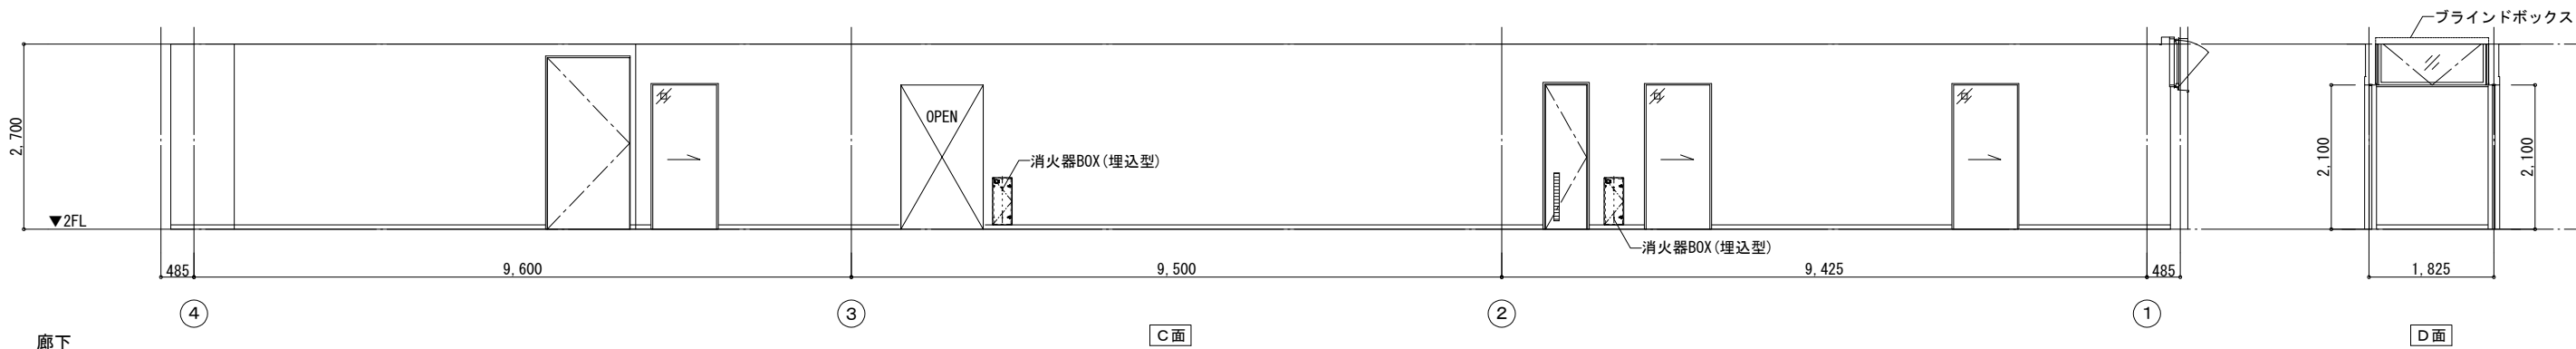 ブラインドボックス
2,700
OPEN
消火器BOX(埋込型)
2,100
2,100
▼2FL
消火器BOX(埋込型)
485
9,600
9,500
9,425
485
1,825
4
3
2
1
C面
D面
廊下